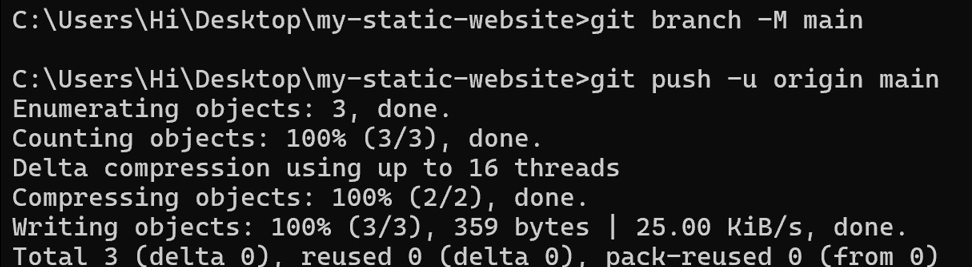 C:\Users\Hi\Desktop\my-static-website>git branch -M main
C:\Users\Hi\Desktop\my-static-website>git push -u origin main
Enumerating objects: 3, done.
Counting objects: 100% (3/3), done.
Delta compression using up to 16 threads
Compressing objects: 100% (2/2), done.
Writing objects: 100% (3/3), 359 bytes | 25.00 KiB/s, done.
Total 3 (delta 0), reused 0 (delta 0), pack-reused 0 (from 0)